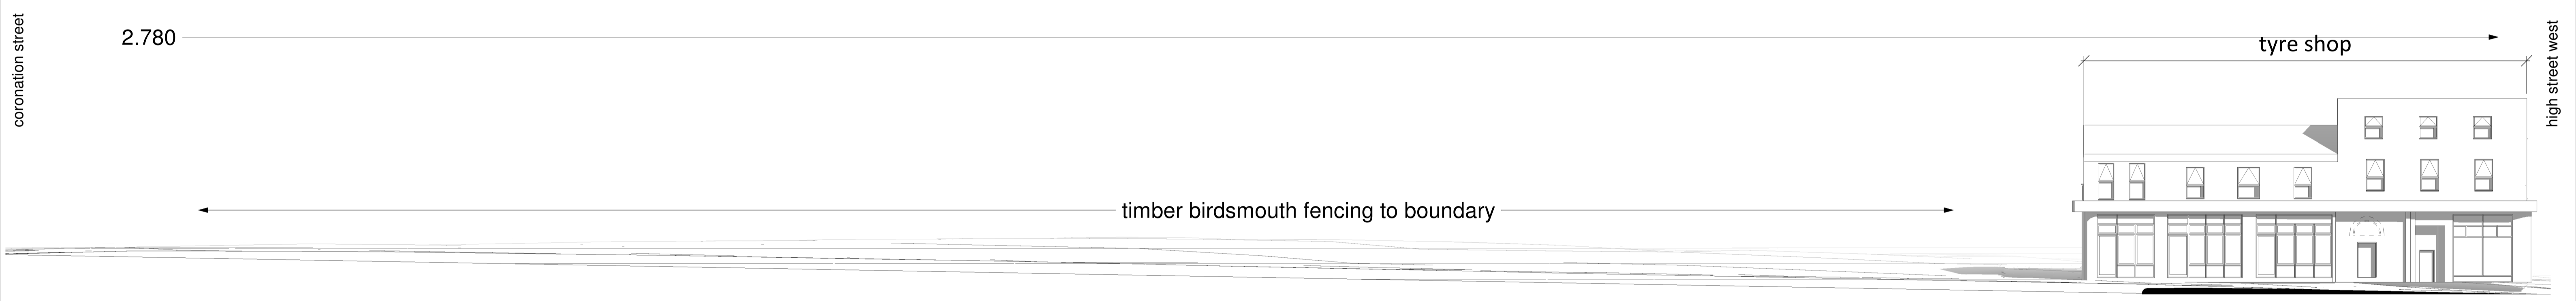 coronation street
2.780
tyre shop
high street west
timber birdsmouth fencing to boundary